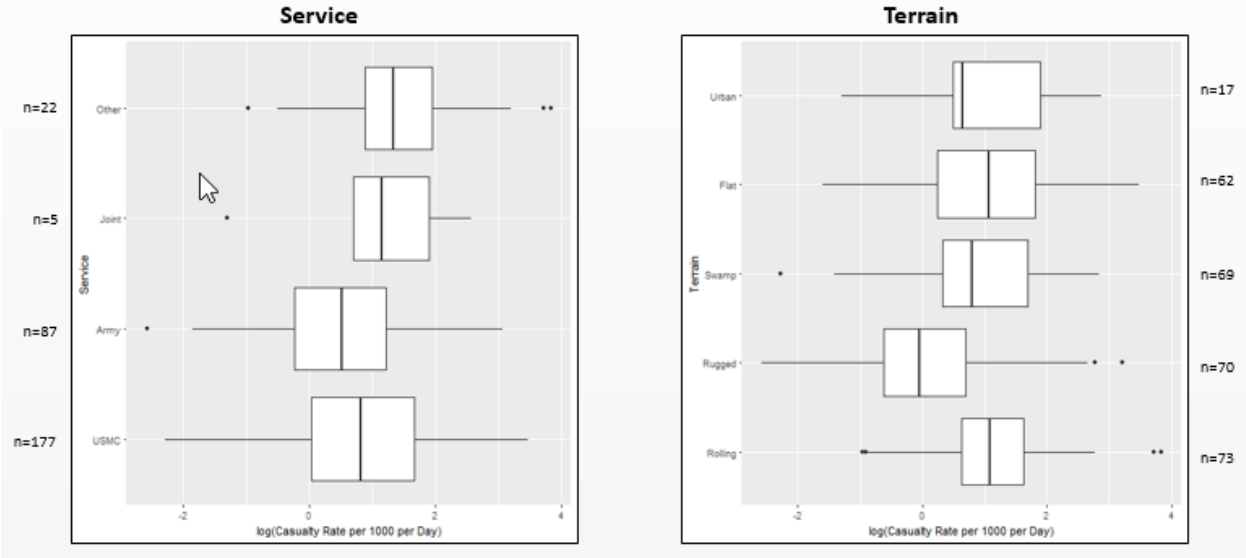 Service
Terrain
n=22
n=5
n=87
n=177
Service
Other
Joint
Army
USMC
-2 0 2 4
log(Casualty Rate per 1000 per Day)
Terrain
Urban
Flat
Swamp
Rugged
Rolling
-2 0 2 4
log(Casualty Rate per 1000 per Day)
n=17
n=62
n=69
n=70
n=73